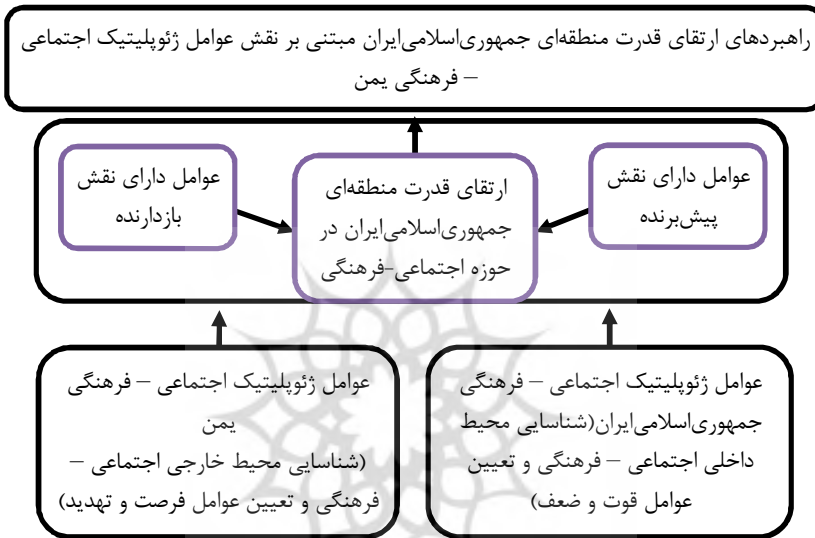 راهبردهای ارتقای قدرت منطقه‌ای جمهوری‌اسلامی‌ایران مبتنی بر نقش عوامل ژئوپلیتیک اجتماعی
– فرهنگی یمن
عوامل دارای نقش
پیش‌برنده
ارتقای قدرت منطقه‌ای
جمهوری‌اسلامی‌ایران در
حوزه اجتماعی-فرهنگی
عوامل دارای نقش
بازدارنده
عوامل ژئوپلیتیک اجتماعی – فرهنگی
جمهوری‌اسلامی‌ایران(شناسایی محیط
داخلی اجتماعی – فرهنگی و تعیین
عوامل قوت و ضعف)
عوامل ژئوپلیتیک اجتماعی – فرهنگی
یمن
(شناسایی محیط خارجی اجتماعی –
فرهنگی و تعیین عوامل فرصت و تهدید)